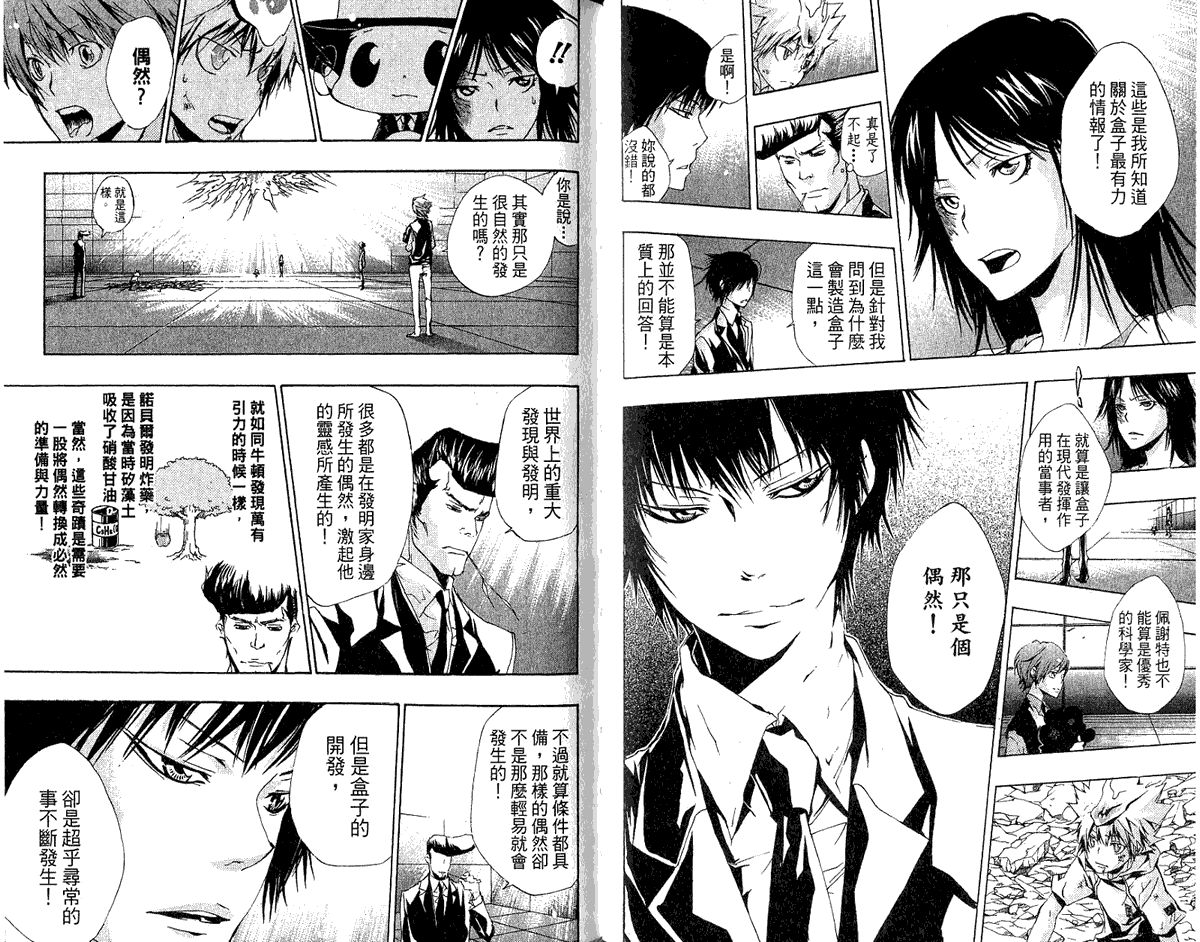 這些是我所知道
關於盒子最有力
的情報了！
真是了
不起…
是啊！
妳說的都
沒錯！
但是針對我
問到為什麼
會製造盒子
這一點，
那並不能算是本
質上的回答！
！
就算是讓盒子
在現代發揮作
用的當事者，
佩謝特也不
能算是優秀
的科學家！
那只是個
偶然！
!!
偶然？
你是說…
其實那只是
很自然的發
生的嗎？
就是這
樣。
世界上的重大
發現與發明，
很多都是在發明家身邊
所發生的偶然，激起他
的靈感所產生的！
就如同牛頓發現萬有
引力的時候一樣，
諾貝爾發明炸藥，
是因為當時矽藻土
吸收了硝酸甘油
當然，這些奇蹟是需要
一股將偶然轉換成必然
的準備與力量！
不過就算條件都具
備，那樣的偶然卻
不是那麼輕易就會
發生的！
但是盒子的
開發，
卻是超乎尋常的
事不斷發生！